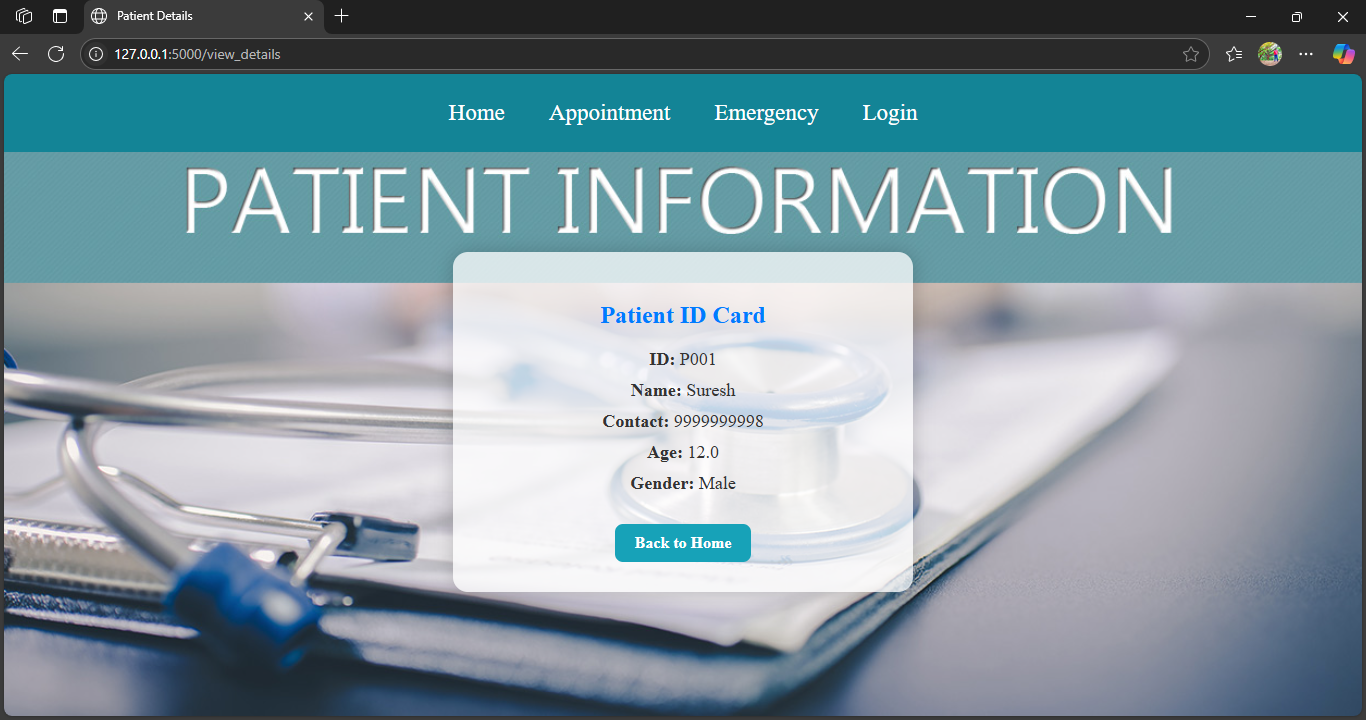 Patient Details
127.0.0.1:5000/view_details
Home Appointment Emergency Login
PATIENT INFORMATION
Patient ID Card
ID: P001
Name: Suresh
Contact: 9999999998
Age: 12.0
Gender: Male
Back to Home